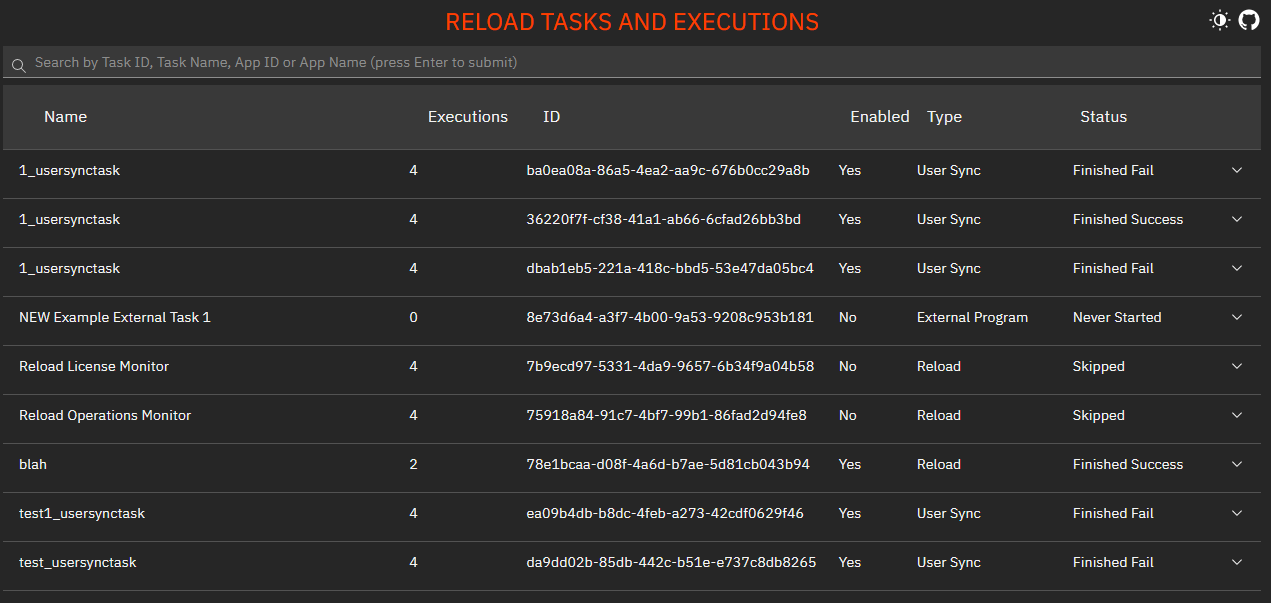 RELOAD TASKS AND EXECUTIONS
Search by Task ID, Task Name, App ID or App Name (press Enter to submit)
Name Executions ID Enabled Type Status
1_usersynctask 4 ba0ea08a-86a5-4ea2-aa9c-676b0cc29a8b Yes User Sync Finished Fail
1_usersynctask 4 36220f7f-cf38-41a1-ab66-6cfad26bb3bd Yes User Sync Finished Success
1_usersynctask 4 dbab1eb5-221a-418c-bbd5-53e47da05bc4 Yes User Sync Finished Fail
NEW Example External Task 1 0 8e73d6a4-a3f7-4b00-9a53-9208c953b181 No External Program Never Started
Reload License Monitor 4 7b9ecd97-5331-4da9-9657-6b34f9a04b58 No Reload Skipped
Reload Operations Monitor 4 75918a84-91c7-4bf7-99b1-86fad2d94fe8 No Reload Skipped
blah 2 78e1bcaa-d08f-4a6d-b7ae-5d81cb043b94 Yes Reload Finished Success
test1_usersynctask 4 ea09b4db-b8dc-4feb-a273-42cdf0629f46 Yes User Sync Finished Fail
test_usersynctask 4 da9dd02b-85db-442c-b51e-e737c8db8265 Yes User Sync Finished Fail